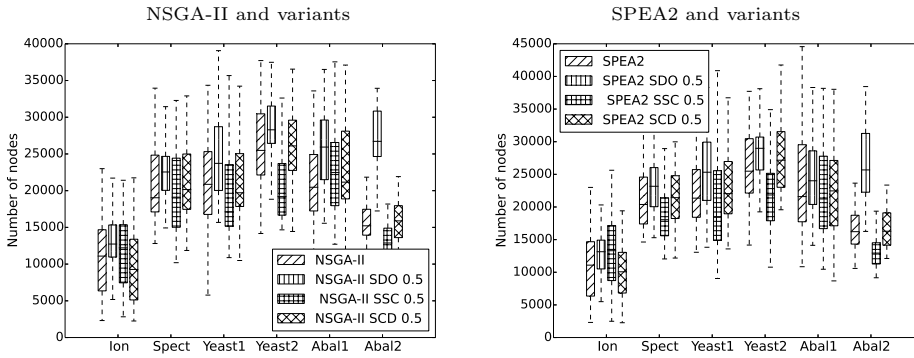 NSGA-II and variants
40000
35000
30000
25000
20000
15000
10000
5000
0
Number of nodes
NSGA-II
NSGA-II SDO 0.5
NSGA-II SSC 0.5
NSGA-II SCD 0.5
Ion Spect Yeast1 Yeast2 Abal1 Abal2
SPEA2 and variants
45000
40000
35000
30000
25000
20000
15000
10000
5000
0
Number of nodes
SPEA2
SPEA2 SDO 0.5
SPEA2 SSC 0.5
SPEA2 SCD 0.5
Ion Spect Yeast1 Yeast2 Abal1 Abal2